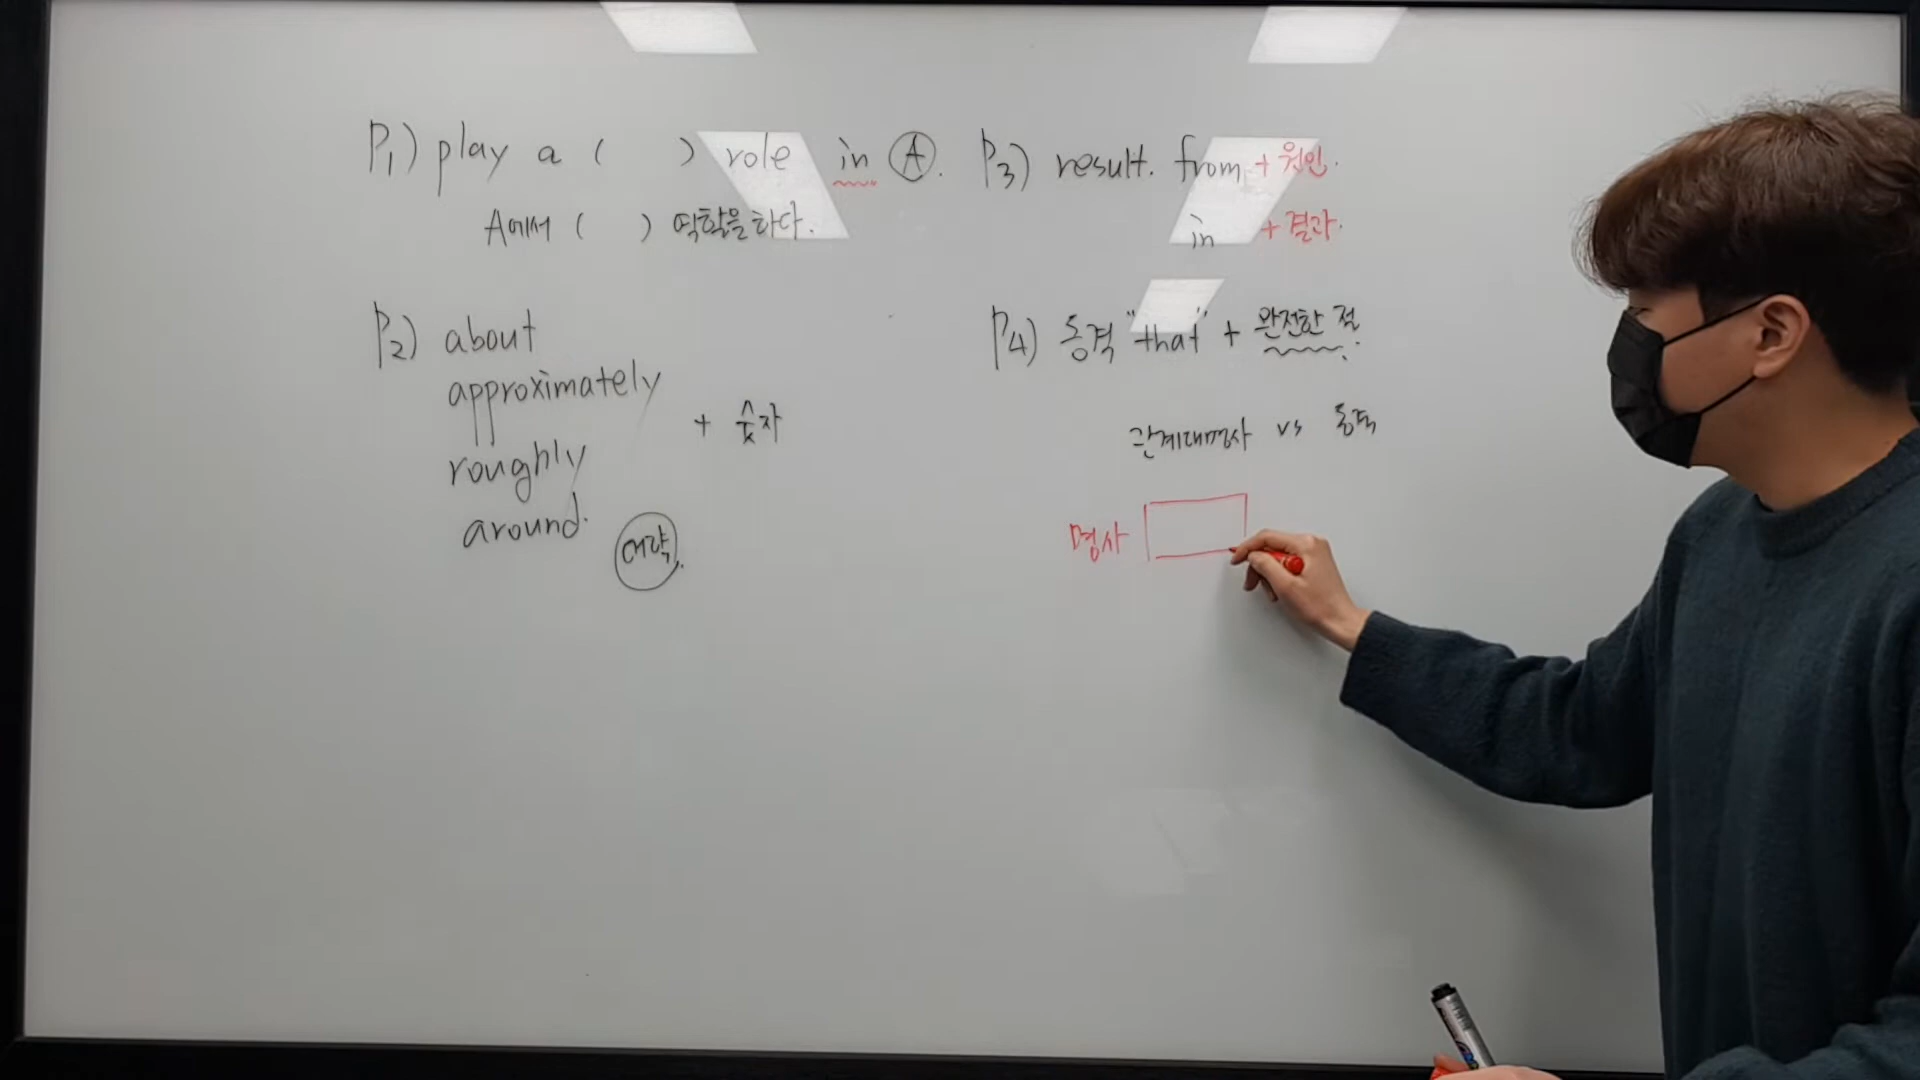 P1) play a (    ) role in Ⓐ.
A에서 (    ) 역할을 하다.
P2) about
approximately
roughly
around.
+ 숫자
대략.
P3) result. from + 원인.
in + 결과.
P4) 동격 "that" + 완전한 절.
관계대명사 vs 동격
명사